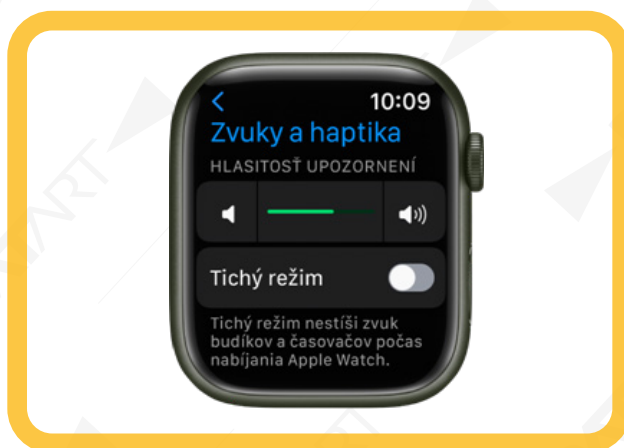 10:09
Zvuky a haptika
HLASITOSŤ UPOZORNENÍ
Tichý režim
Tichý režim nestíši zvuk
budíkov a časovačov počas
nabíjania Apple Watch.